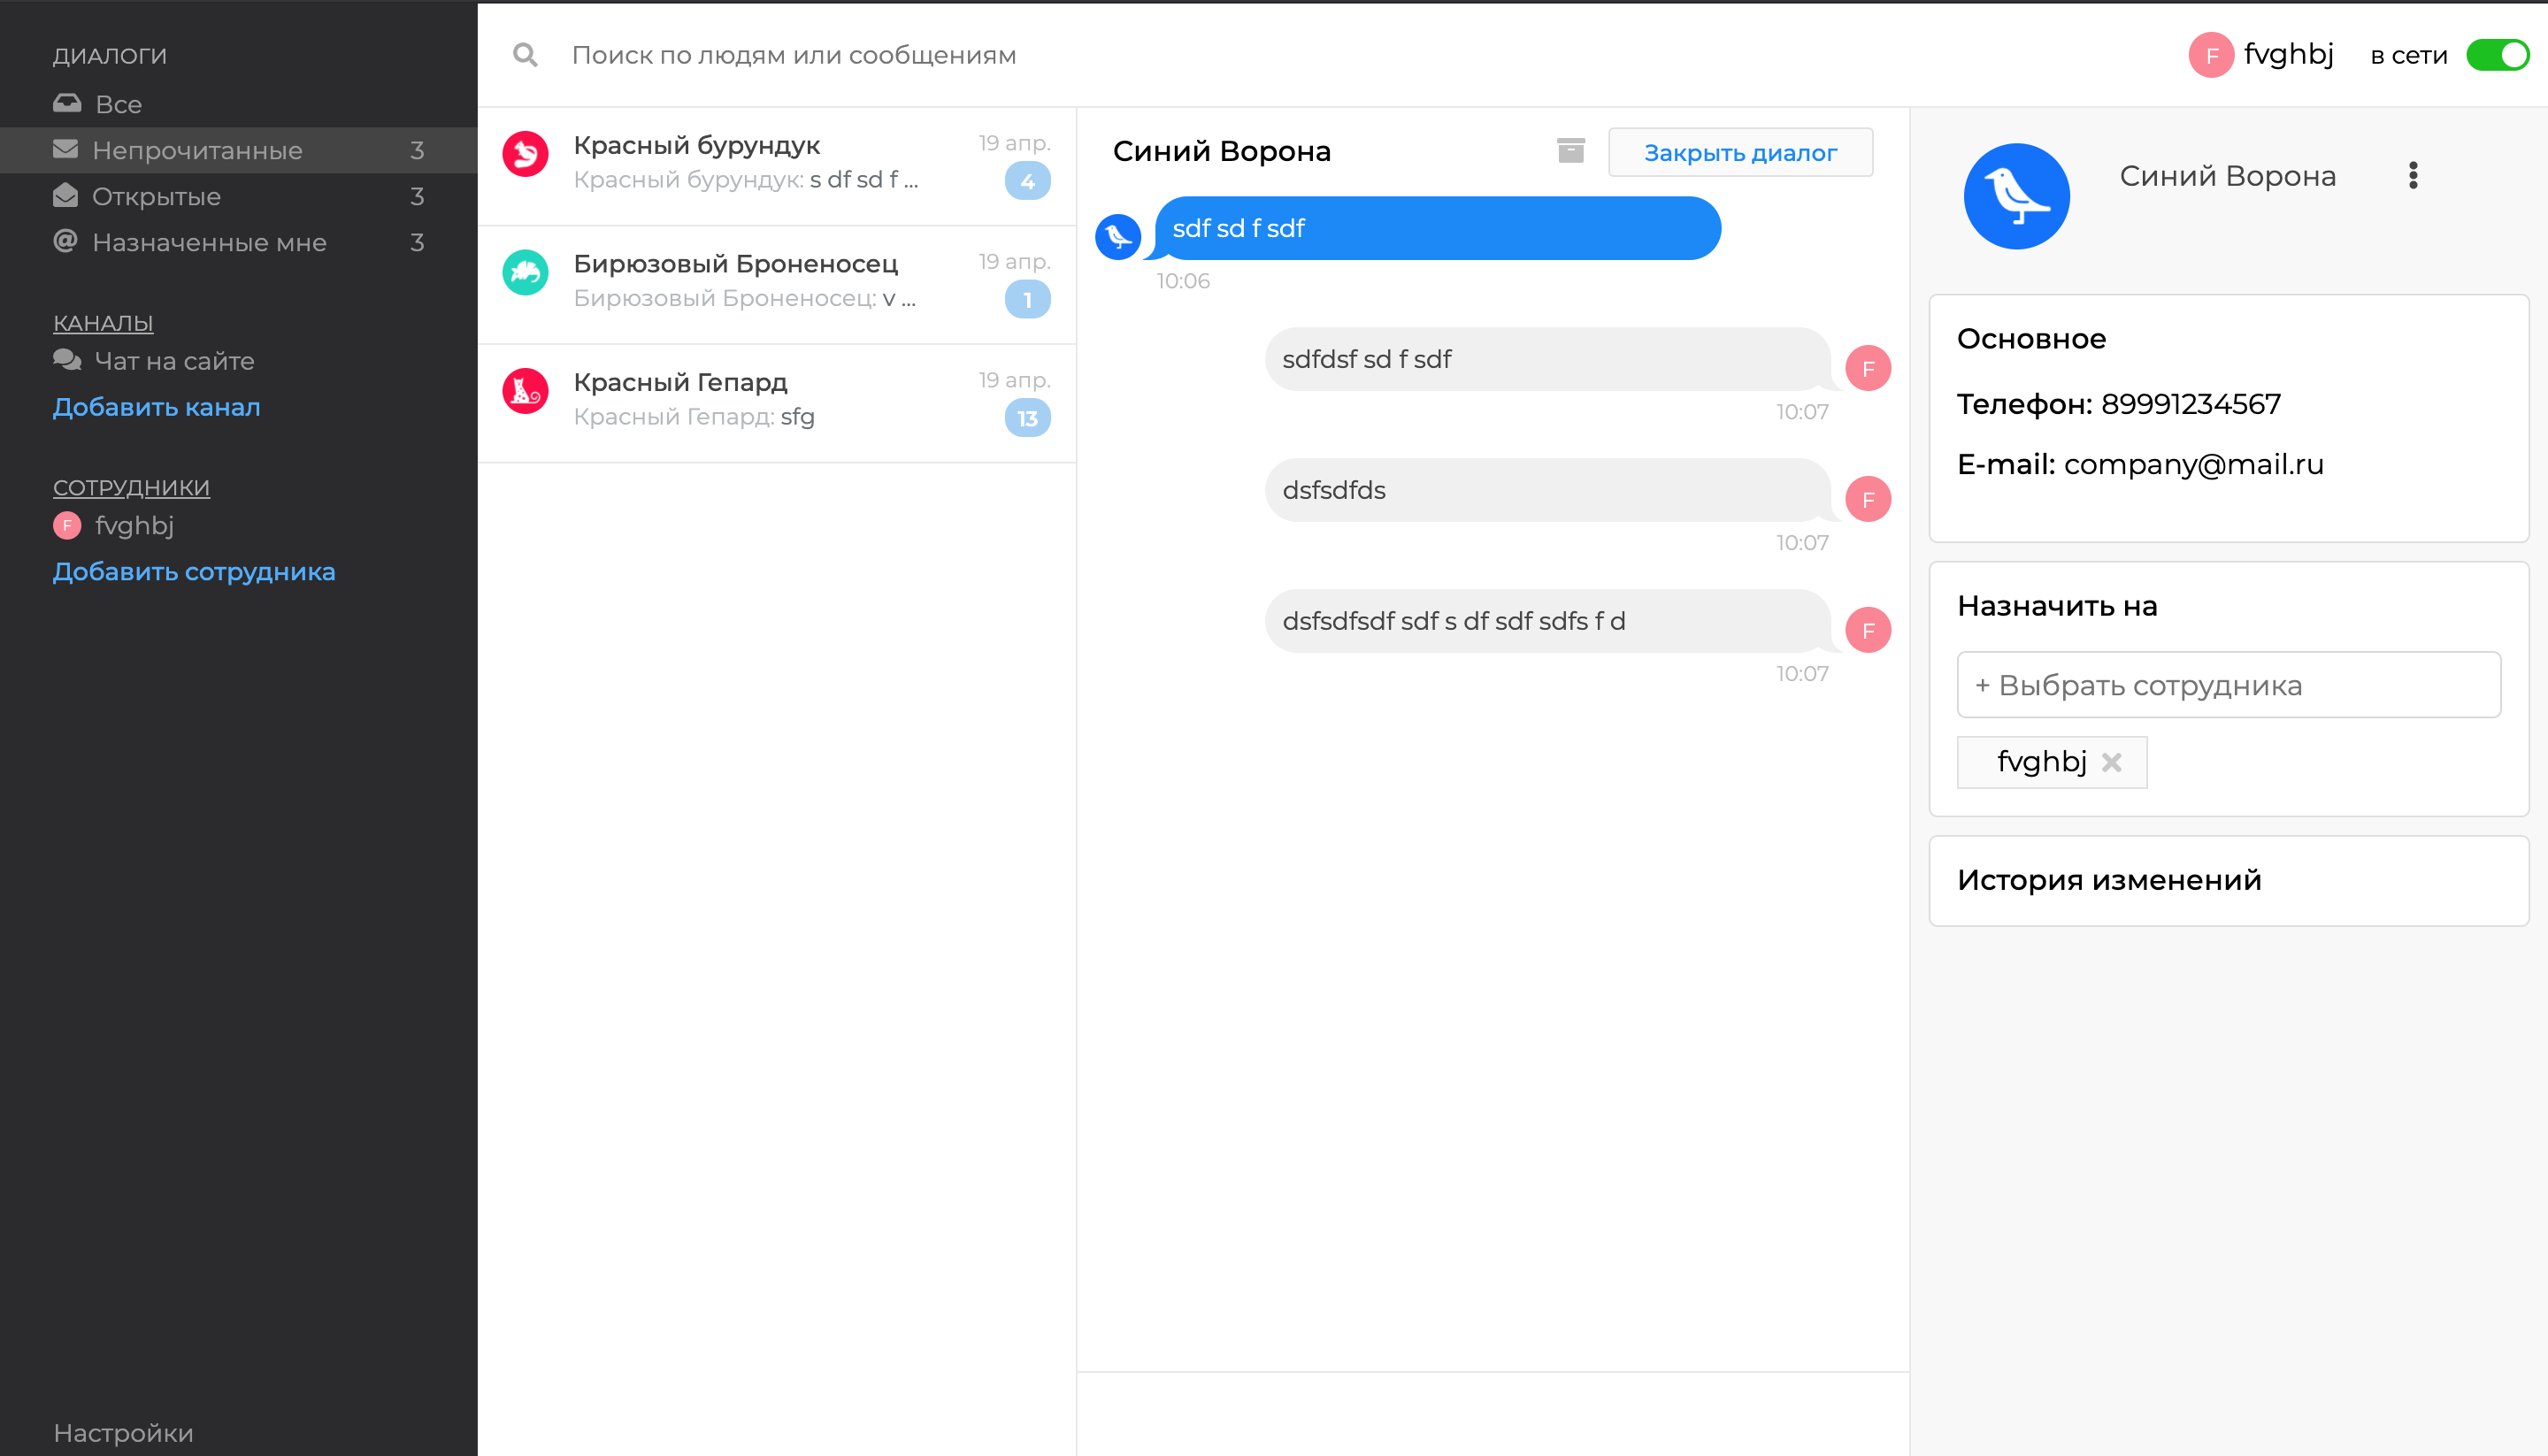 ДИАЛОГИ
Все
Непрочитанные 3
Открытые 3
Назначенные мне 3
КАНАЛЫ
Чат на сайте
Добавить канал
СОТРУДНИКИ
F fvghbj
Добавить сотрудника
Настройки
Поиск по людям или сообщениям
F fvghbj в сети
Красный бурундук 19 апр.
Красный бурундук: s df sd f ... 4
Бирюзовый Броненосец 19 апр.
Бирюзовый Броненосец: v ... 1
Красный Гепард 19 апр.
Красный Гепард: sfg 13
Синий Ворона Закрыть диалог
sdf sd f sdf
10:06
sdfdsf sd f sdf F
10:07
dsfsdfds F
10:07
dsfsdfsdf sdf s df sdf sdfs f d F
10:07
Синий Ворона
Основное
Телефон: 89991234567
E-mail: company@mail.ru
Назначить на
+ Выбрать сотрудника
fvghbj
История изменений